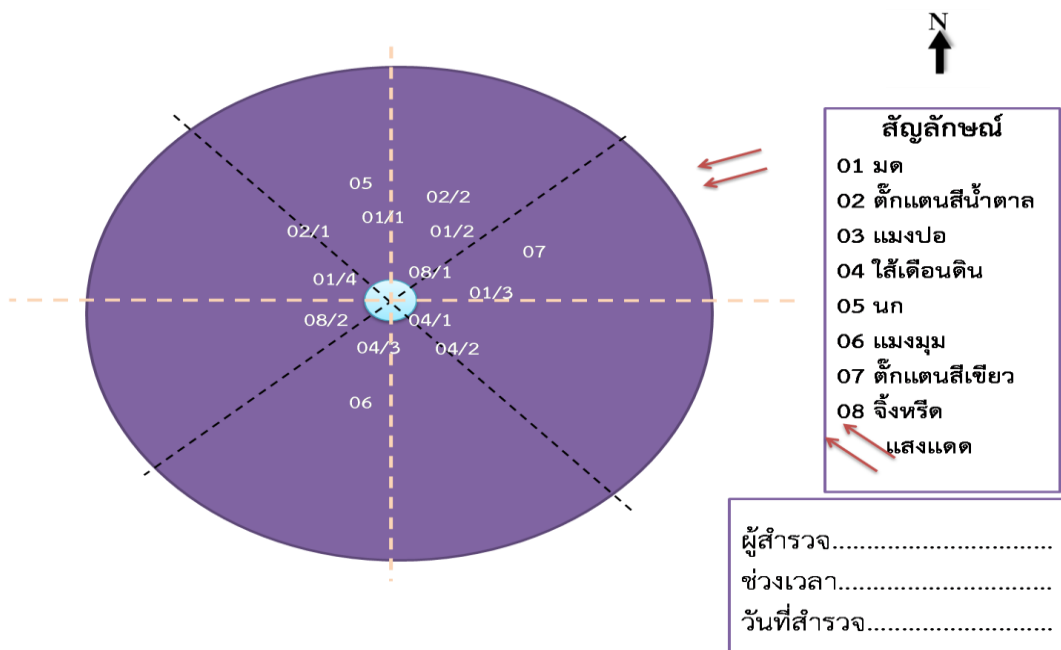 N
05
02/2
01/1
02/1
01/2
07
08/1
01/4
01/3
08/2
04/1
04/3
04/2
06
สัญลักษณ์
01 มด
02 ตั๊กแตนสีน้ำตาล
03 แมงปอ
04 ใส้เดือนดิน
05 นก
06 แมงมุม
07 ตั๊กแตนสีเขียว
08 จิ้งหรีด
แสงแดด
ผู้สำรวจ................................
ช่วงเวลา...............................
วันที่สำรวจ...........................